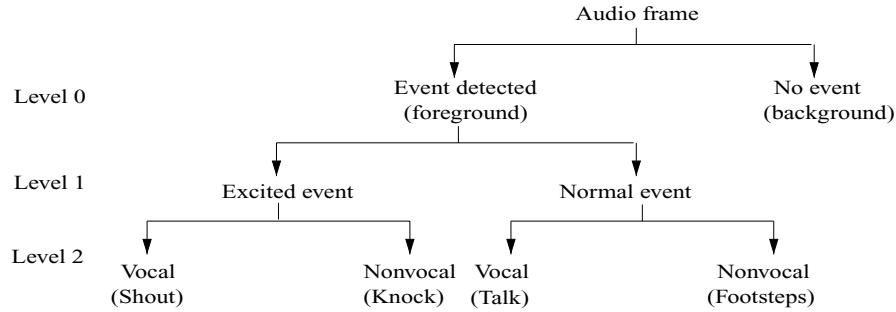 Audio frame
Level 0
Event detected
(foreground)
No event
(background)
Level 1
Excited event
Normal event
Level 2
Vocal
(Shout)
Nonvocal
(Knock)
Vocal
(Talk)
Nonvocal
(Footsteps)